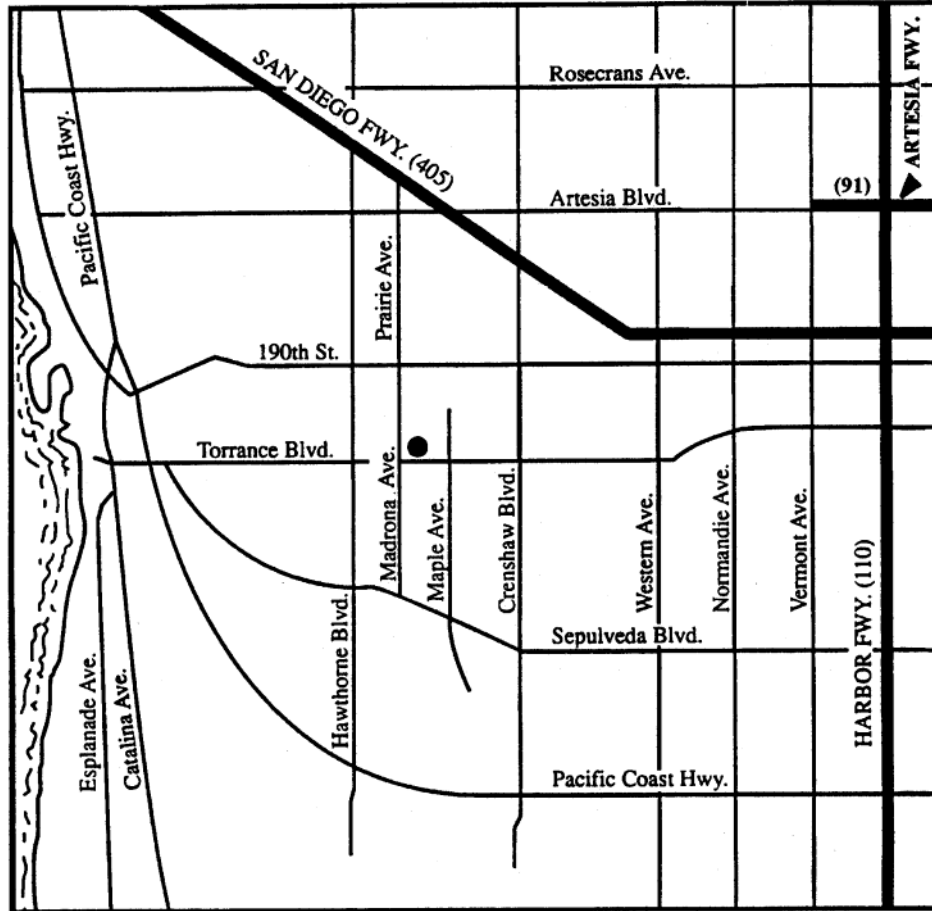 ARTESIA FWY.
SAN DIEGO FWY. (405)
Rosecrans Ave.
Pacific Coast Hwy.
(91)
Artesia Blvd.
Prairie Ave.
190th St.
Torrance Blvd.
Madrona Ave.
Maple Ave.
Crenshaw Blvd.
Western Ave.
Normandie Ave.
Vermont Ave.
HARBOR FWY. (110)
Sepulveda Blvd.
Hawthorne Blvd.
Esplanade Ave.
Catalina Ave.
Pacific Coast Hwy.